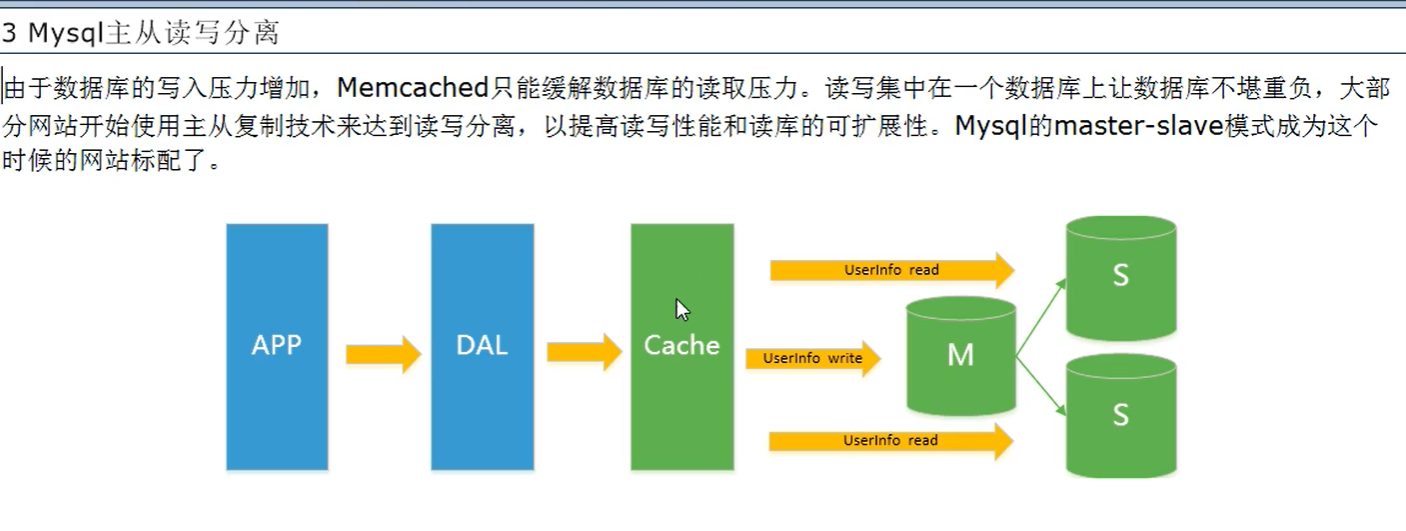 3 Mysql主从读写分离
由于数据库的写入压力增加，Memcached只能缓解数据库的读取压力。读写集中在一个数据库上让数据库不堪重负，大部
分网站开始使用主从复制技术来达到读写分离，以提高读写性能和读库的可扩展性。Mysql的master-slave模式成为这个
时候的网站标配了。
UserInfo read
S
APP
DAL
Cache
UserInfo write
M
UserInfo read
S